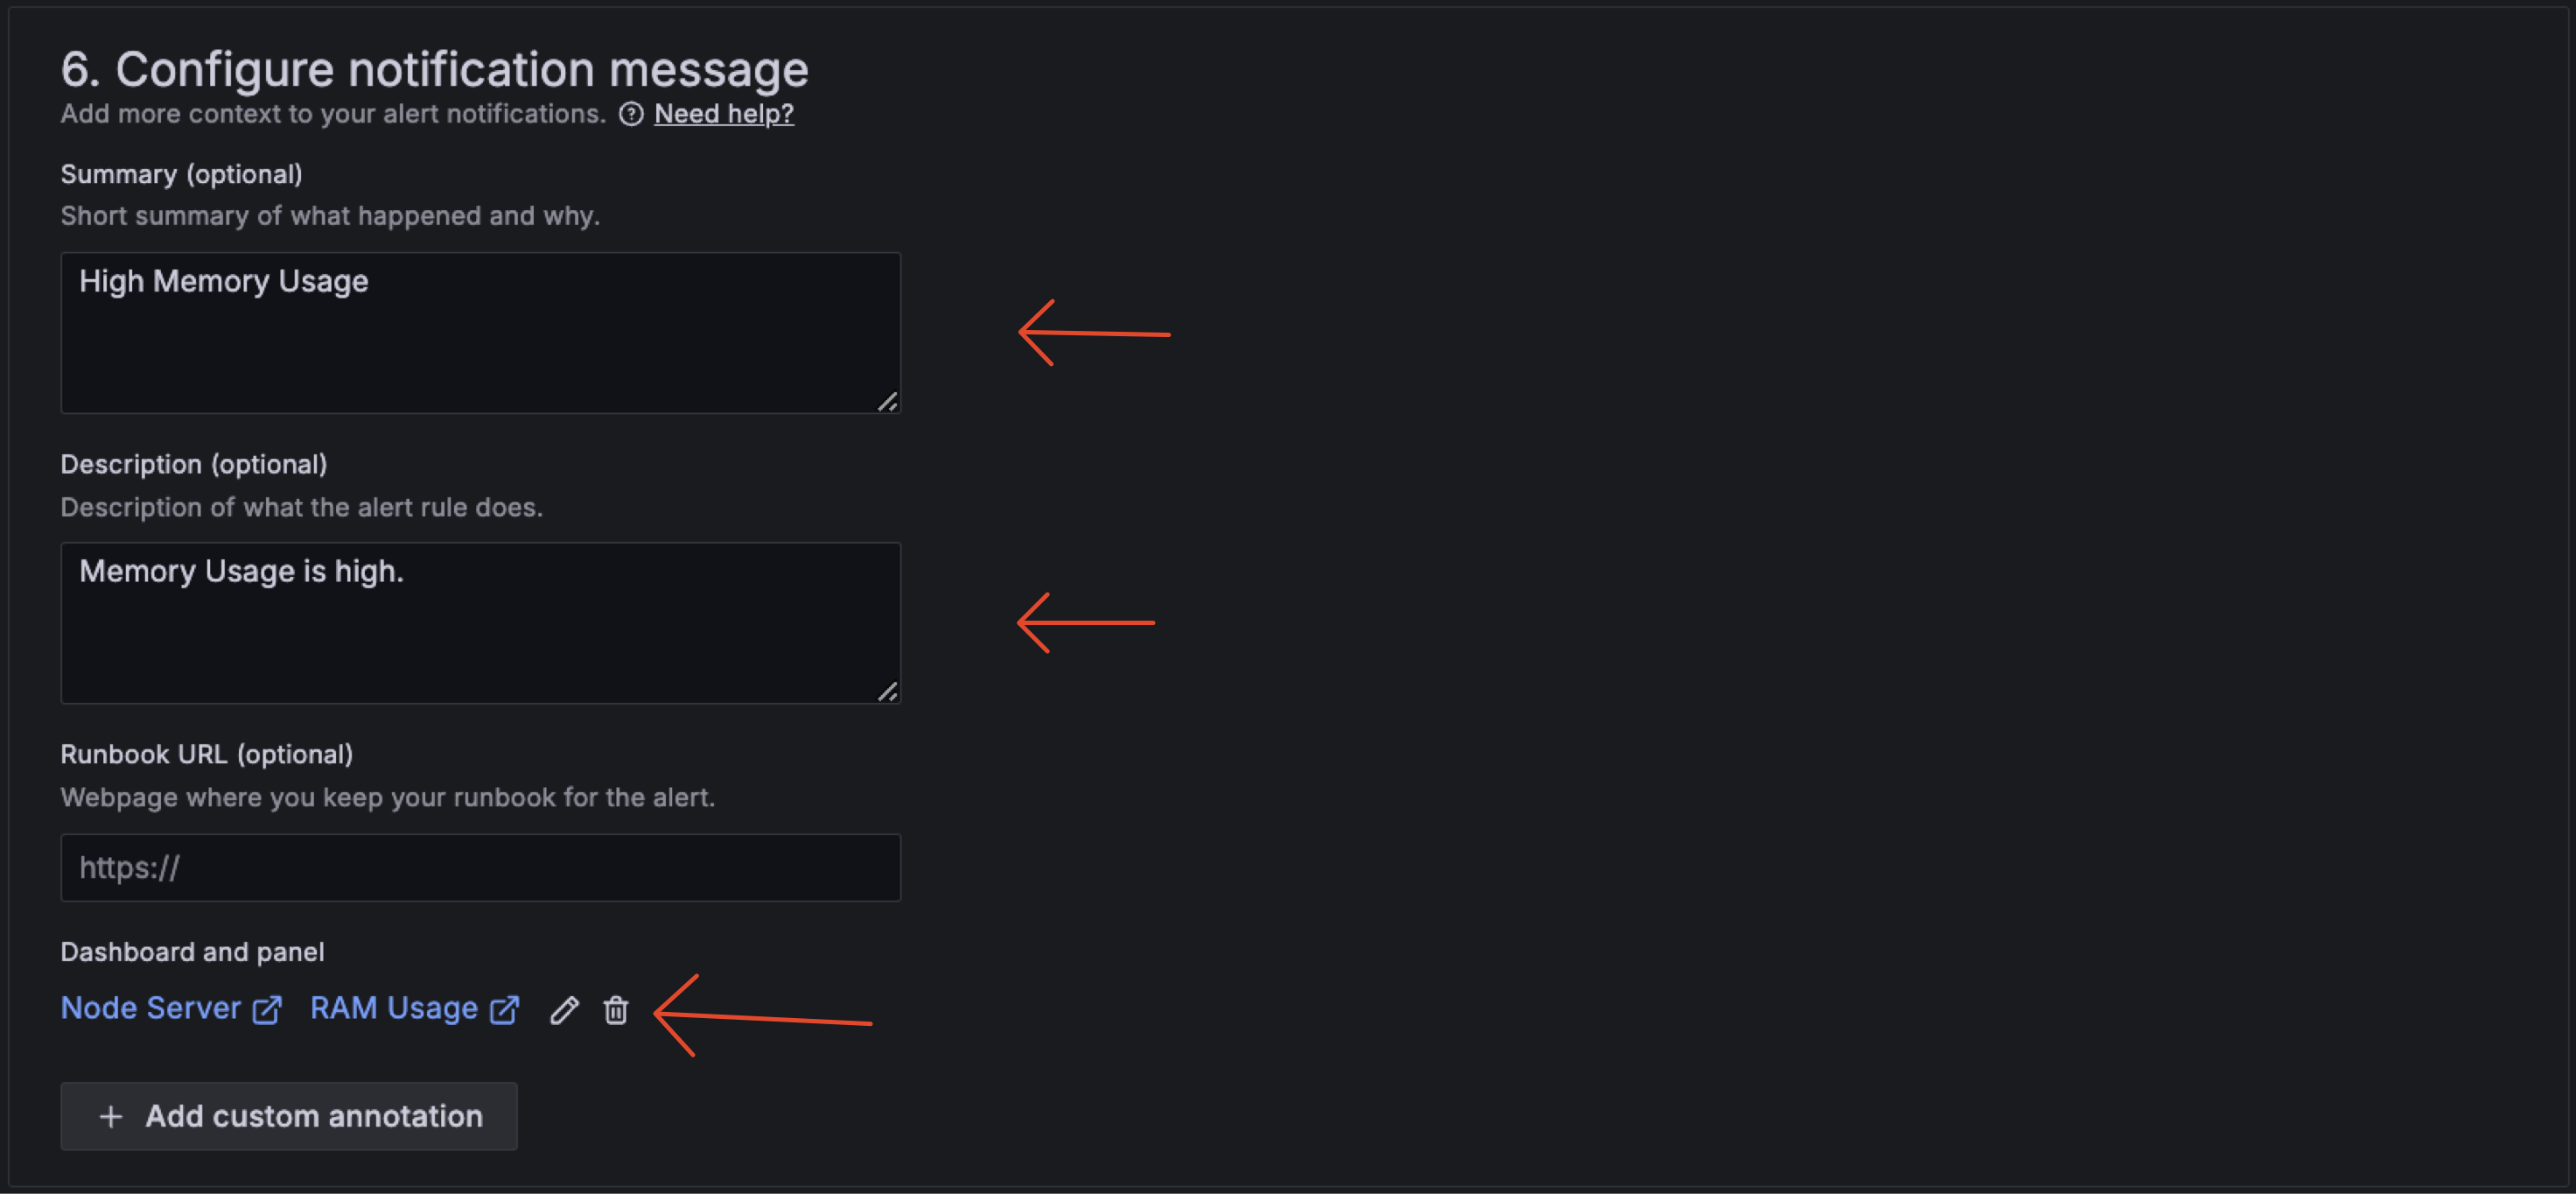 6. Configure notification message
Add more context to your alert notifications. Need help?
Summary (optional)
Short summary of what happened and why.
High Memory Usage
Description (optional)
Description of what the alert rule does.
Memory Usage is high.
Runbook URL (optional)
Webpage where you keep your runbook for the alert.
https://
Dashboard and panel
Node Server RAM Usage
Add custom annotation